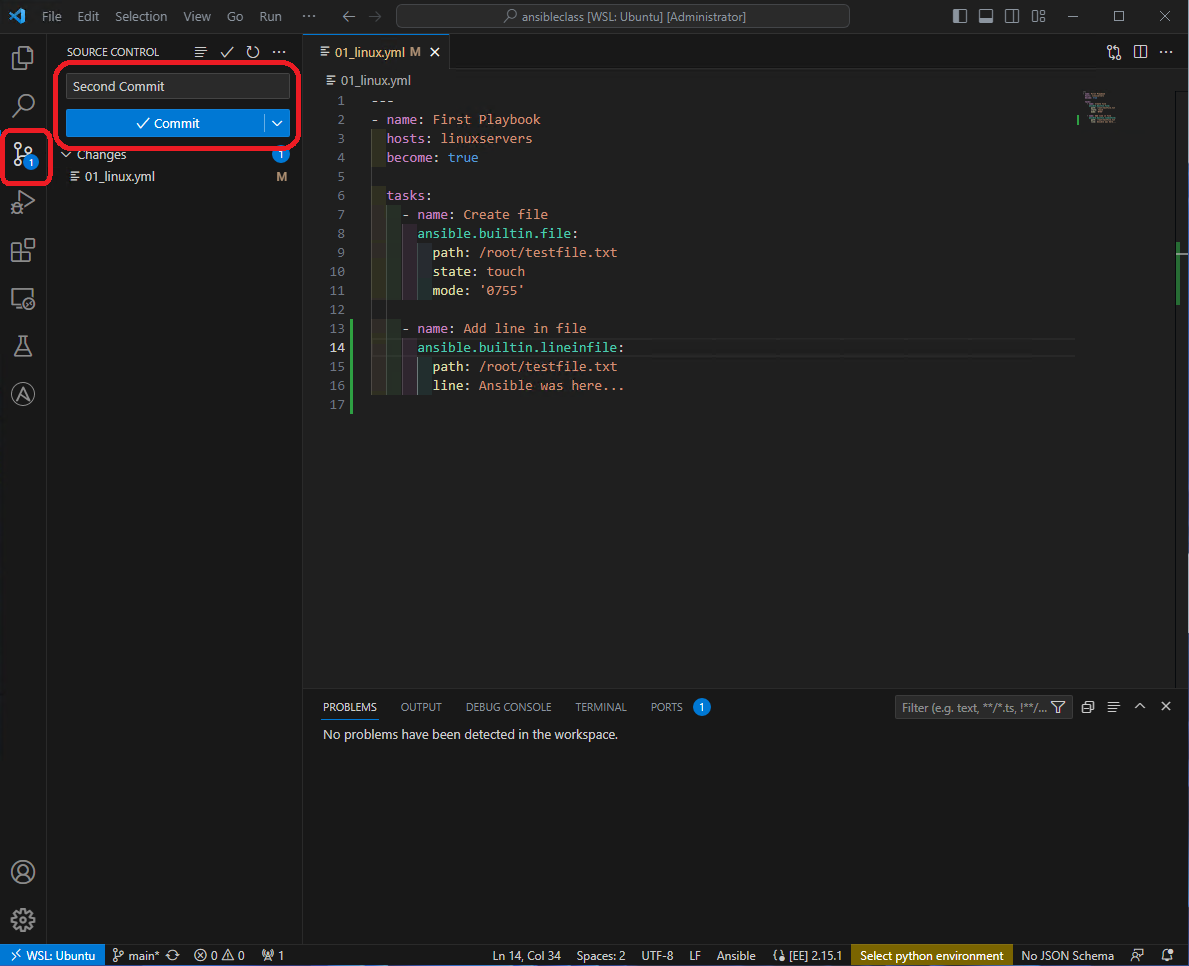 File Edit Selection View Go Run ··· ansibleclass [WSL: Ubuntu] [Administrator]
SOURCE CONTROL
Second Commit
Commit
Changes 1
01_linux.yml M
1
01_linux.yml M
01_linux.yml
1 ---
2 - name: First Playbook
3 hosts: linuxservers
4 become: true
5
6 tasks:
7 - name: Create file
8 ansible.builtin.file:
9 path: /root/testfile.txt
10 state: touch
11 mode: '0755'
12
13 - name: Add line in file
14 ansible.builtin.lineinfile:
15 path: /root/testfile.txt
16 line: Ansible was here...
17
PROBLEMS OUTPUT DEBUG CONSOLE TERMINAL PORTS 1 Filter (e.g. text, **/*.ts, !**/...
No problems have been detected in the workspace.
WSL: Ubuntu main* 0 0 1 Ln 14, Col 34 Spaces: 2 UTF-8 LF Ansible [EE] 2.15.1 Select python environment No JSON Schema